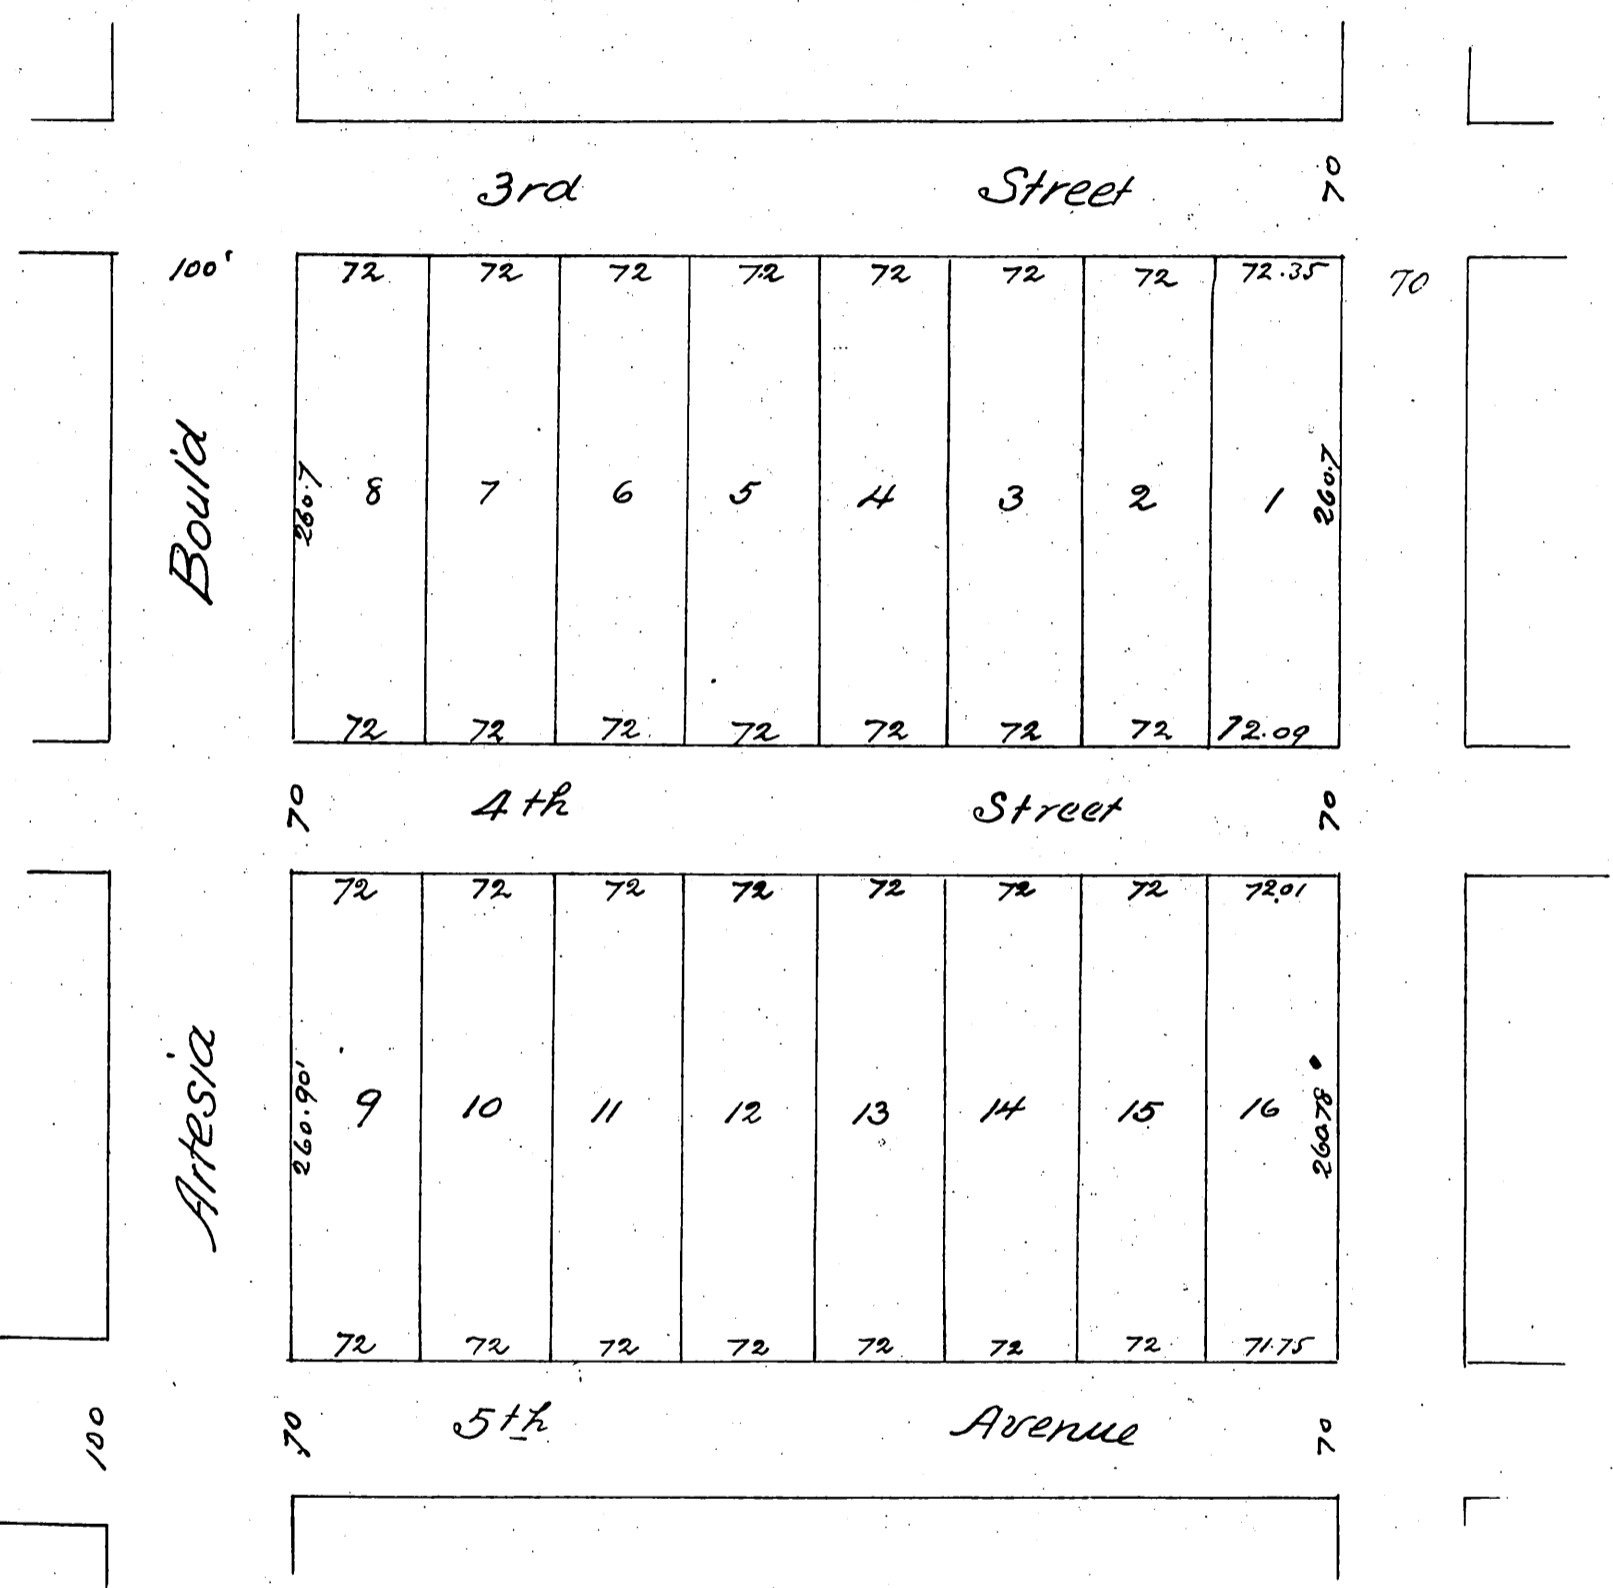 3rd Street 70
100' 72 72 72 72 72 72 72 72.35 70
Boul'd
260.7 8 7 6 5 4 3 2 1 260.7
72 72 72 72 72 72 72 72.09
70 4th Street 70
72 72 72 72 72 72 72 72.01
Artesia
260.90' 9 10 11 12 13 14 15 16 260.78
72 72 72 72 72 72 72 71.75
100 70 5th Avenue 70